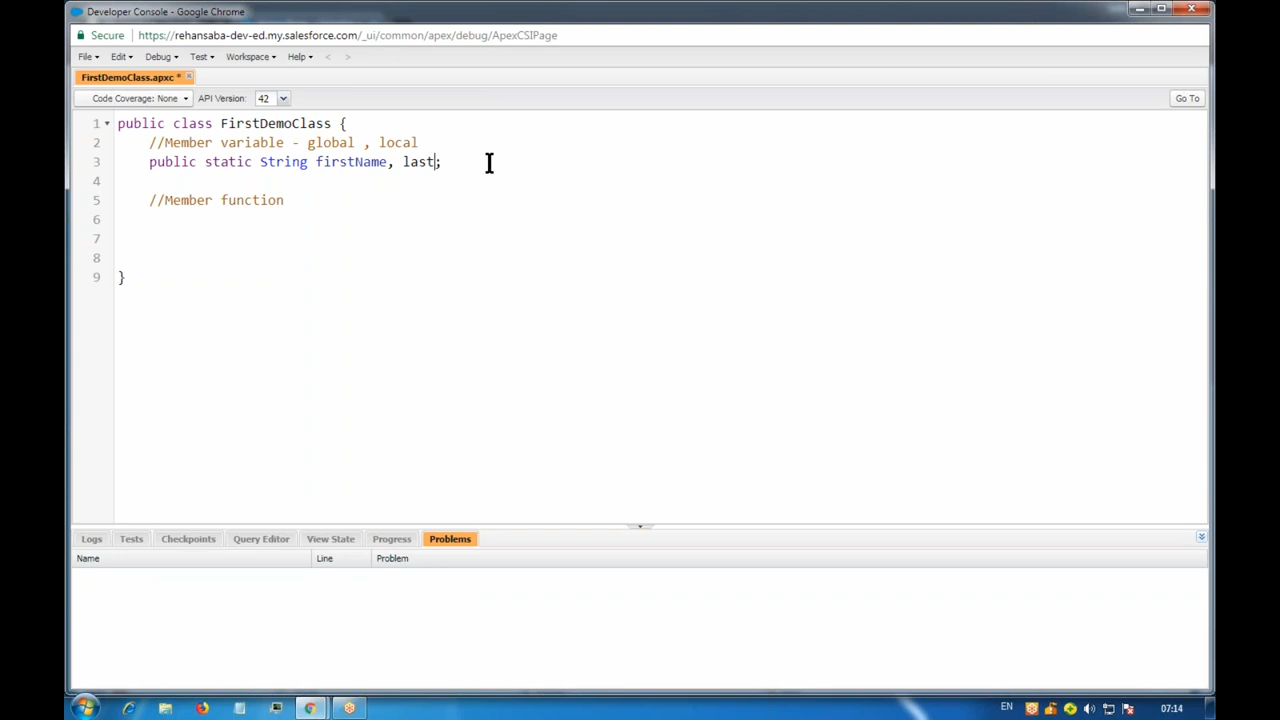 Developer Console - Google Chrome
Secure https://rehansaba-dev-ed.my.salesforce.com/_ui/common/apex/debug/ApexCSIPage
File Edit Debug Test Workspace Help < >
FirstDemoClass.apxc *
Code Coverage: None API Version: 42 Go To
1 public class FirstDemoClass {
2 //Member variable - global , local
3 public static String firstName, last;
4
5 //Member function
6
7
8
9 }
Logs Tests Checkpoints Query Editor View State Progress Problems
Name Line Problem
EN 07:14